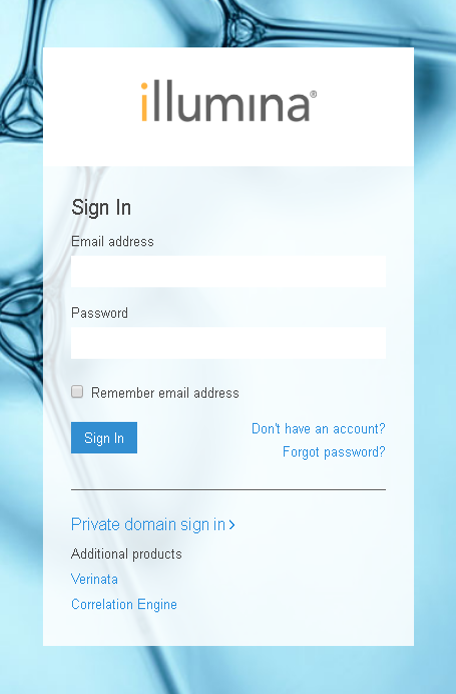 illumina®
Sign In
Email address
Password
Remember email address
Sign In
Don't have an account?
Forgot password?
Private domain sign in ›
Additional products
Verinata
Correlation Engine